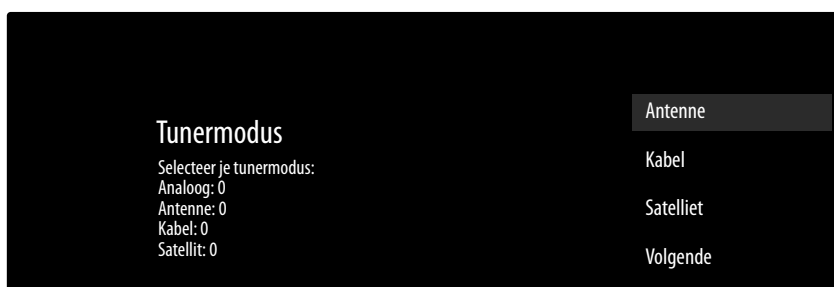 Tunermodus
Selecteer je tunermodus:
Analoog: 0
Antenne: 0
Kabel: 0
Satellit: 0
Antenne
Kabel
Satelliet
Volgende